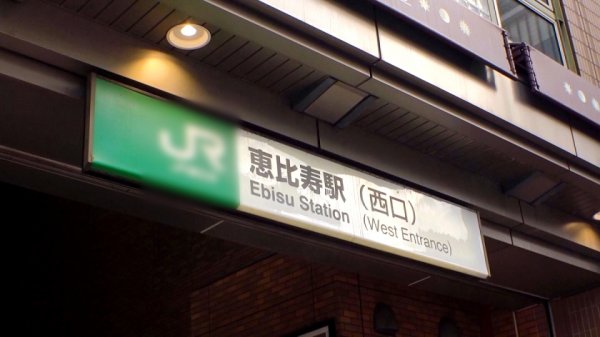 JR
恵比寿駅（西口）
Ebisu Station (West Entrance)